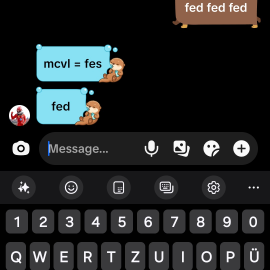 fed fed fed
mcvl = fes
fed
Message...
1 2 3 4 5 6 7 8 9 0
Q W E R T Z U I O P Ü